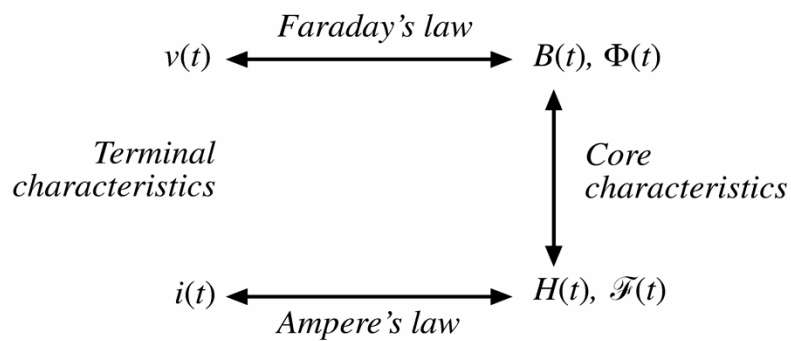 Faraday's law
v(t)
B(t), Φ(t)
Terminal
characteristics
Core
characteristics
i(t)
H(t), ℱ(t)
Ampere's law